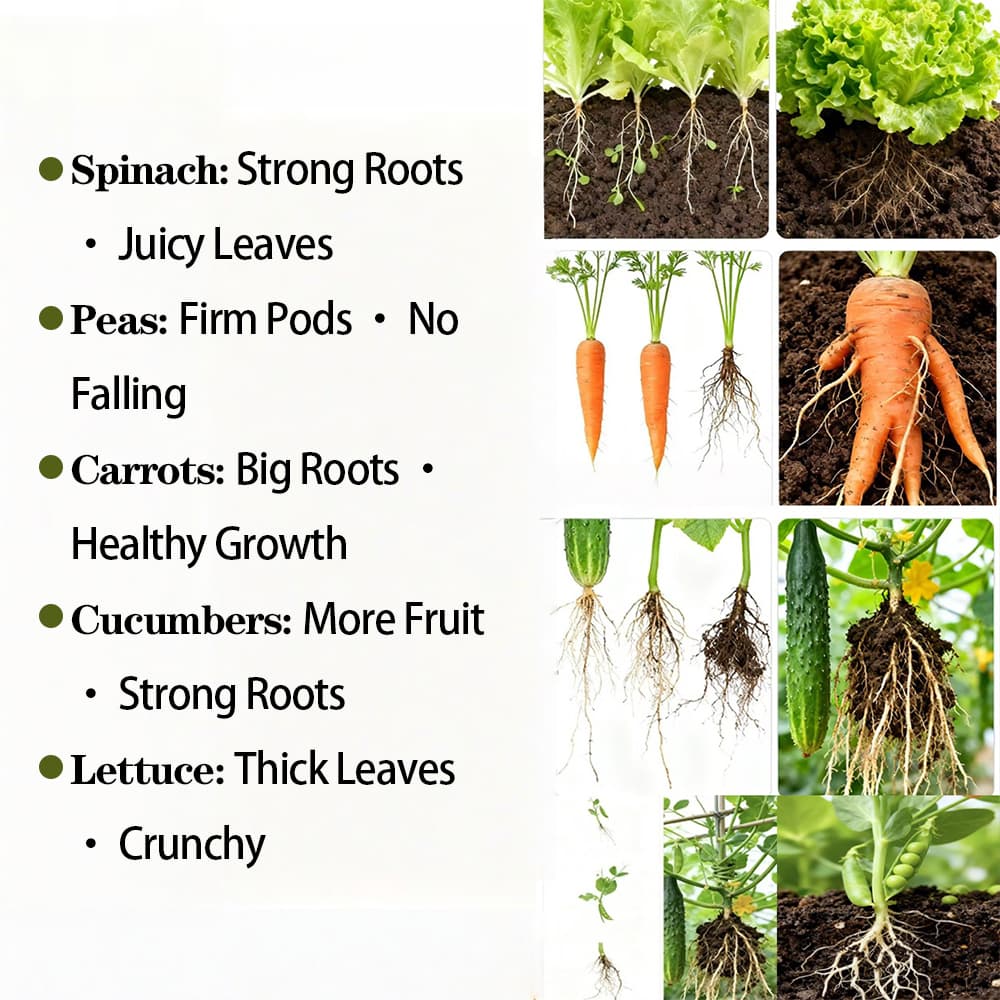 ● Spinach: Strong Roots
• Juicy Leaves
● Peas: Firm Pods • No
Falling
● Carrots: Big Roots •
Healthy Growth
● Cucumbers: More Fruit
• Strong Roots
● Lettuce: Thick Leaves
• Crunchy